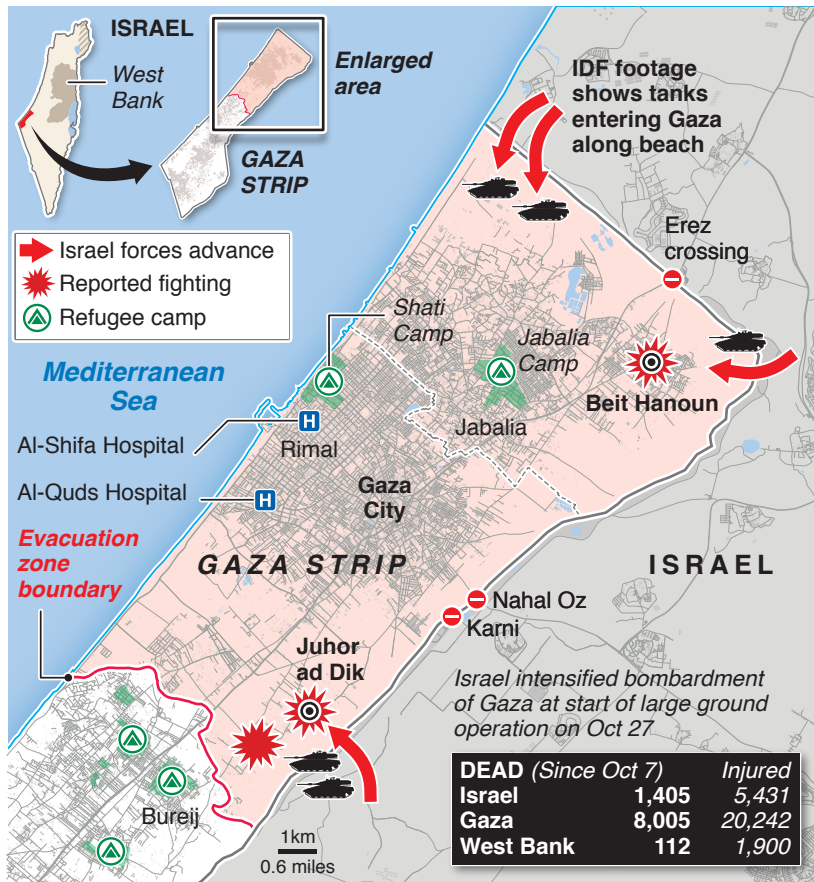 ISRAEL
West
Bank
Enlarged
area
GAZA
STRIP
IDF footage
shows tanks
entering Gaza
along beach
Israel forces advance
Reported fighting
Refugee camp
Erez
crossing
Shati
Camp
Jabalia
Camp
Mediterranean
Sea
Beit Hanoun
Al-Shifa Hospital
H
Rimal
Jabalia
Al-Quds Hospital
H
Gaza
City
Evacuation
zone
boundary
GAZA STRIP
ISRAEL
Nahal Oz
Karni
Juhor
ad Dik
Israel intensified bombardment
of Gaza at start of large ground
operation on Oct 27
Bureij
1km
0.6 miles
DEAD (Since Oct 7) Injured
Israel 1,405 5,431
Gaza 8,005 20,242
West Bank 112 1,900